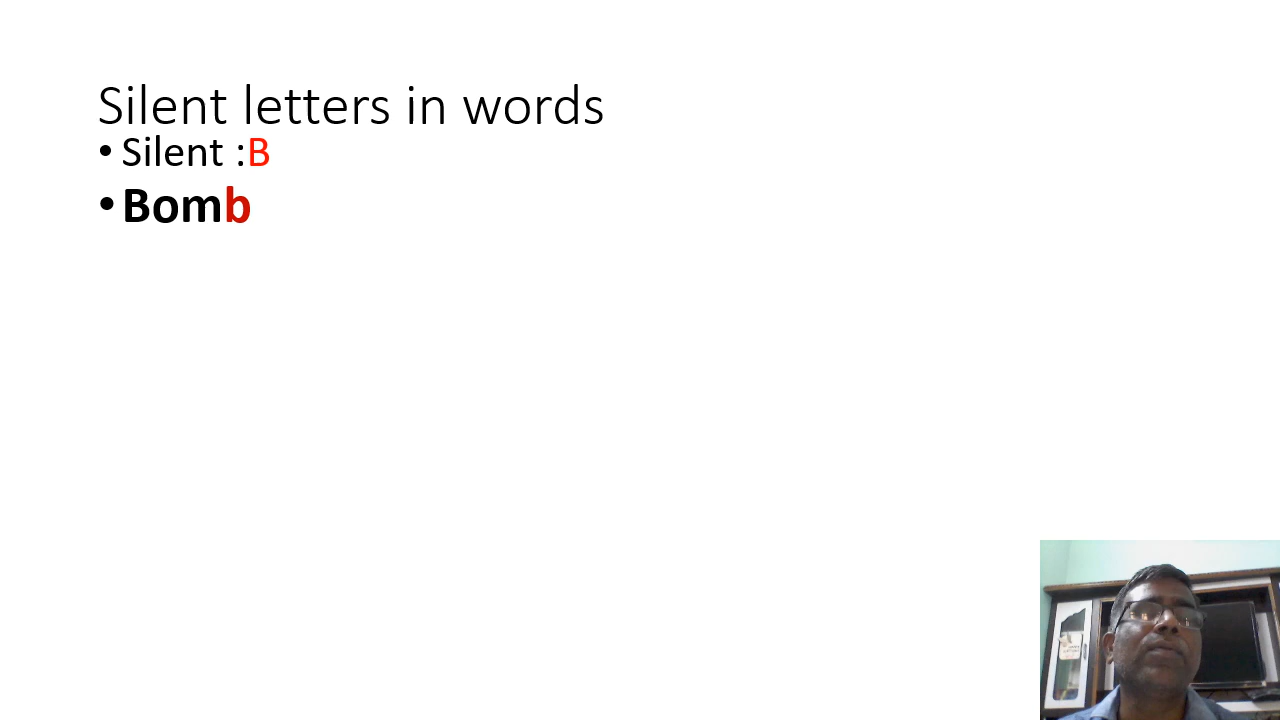 Silent letters in words
• Silent :B
• Bomb